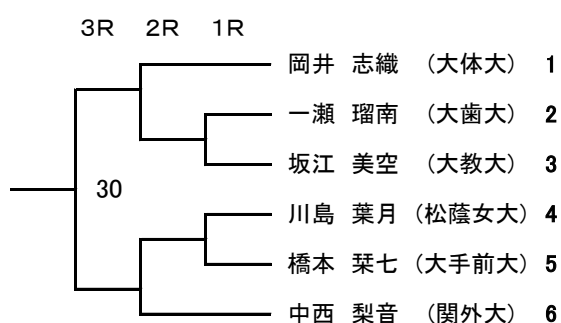 3R 2R 1R
岡井 志織 (大体大) 1
一瀬 瑠南 (大歯大) 2
坂江 美空 (大教大) 3
30
川島 葉月 (松蔭女大) 4
橋本 栞七 (大手前大) 5
中西 梨音 (関外大) 6